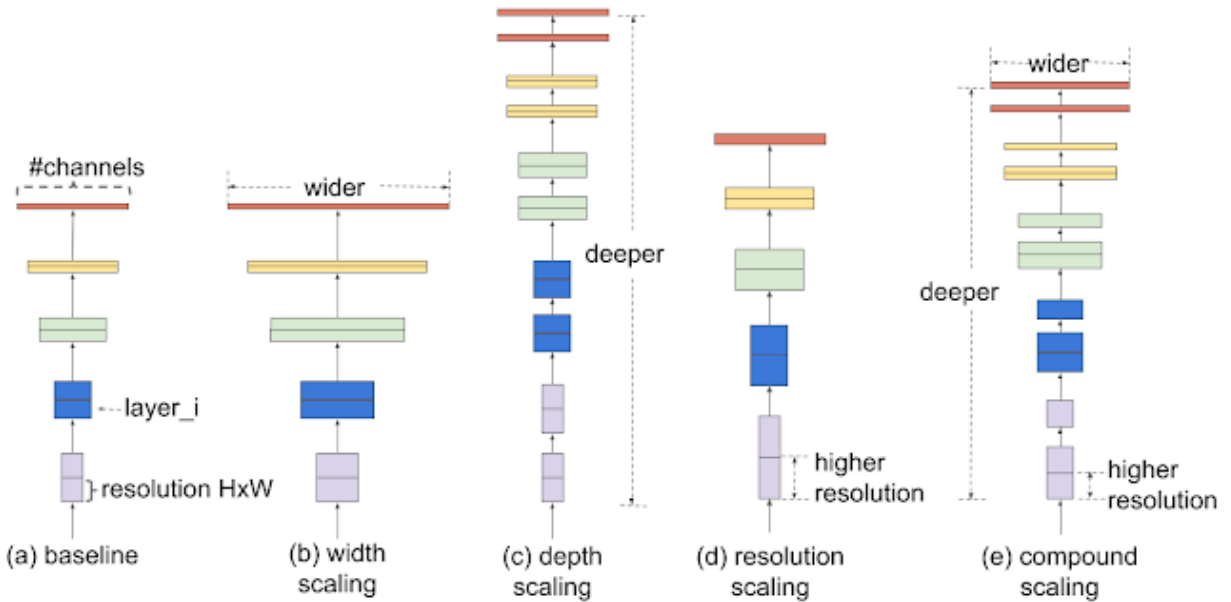 #channels
layer_i
resolution HxW
(a) baseline
wider
(b) width
scaling
deeper
(c) depth
scaling
higher
resolution
(d) resolution
scaling
wider
deeper
higher
resolution
(e) compound
scaling